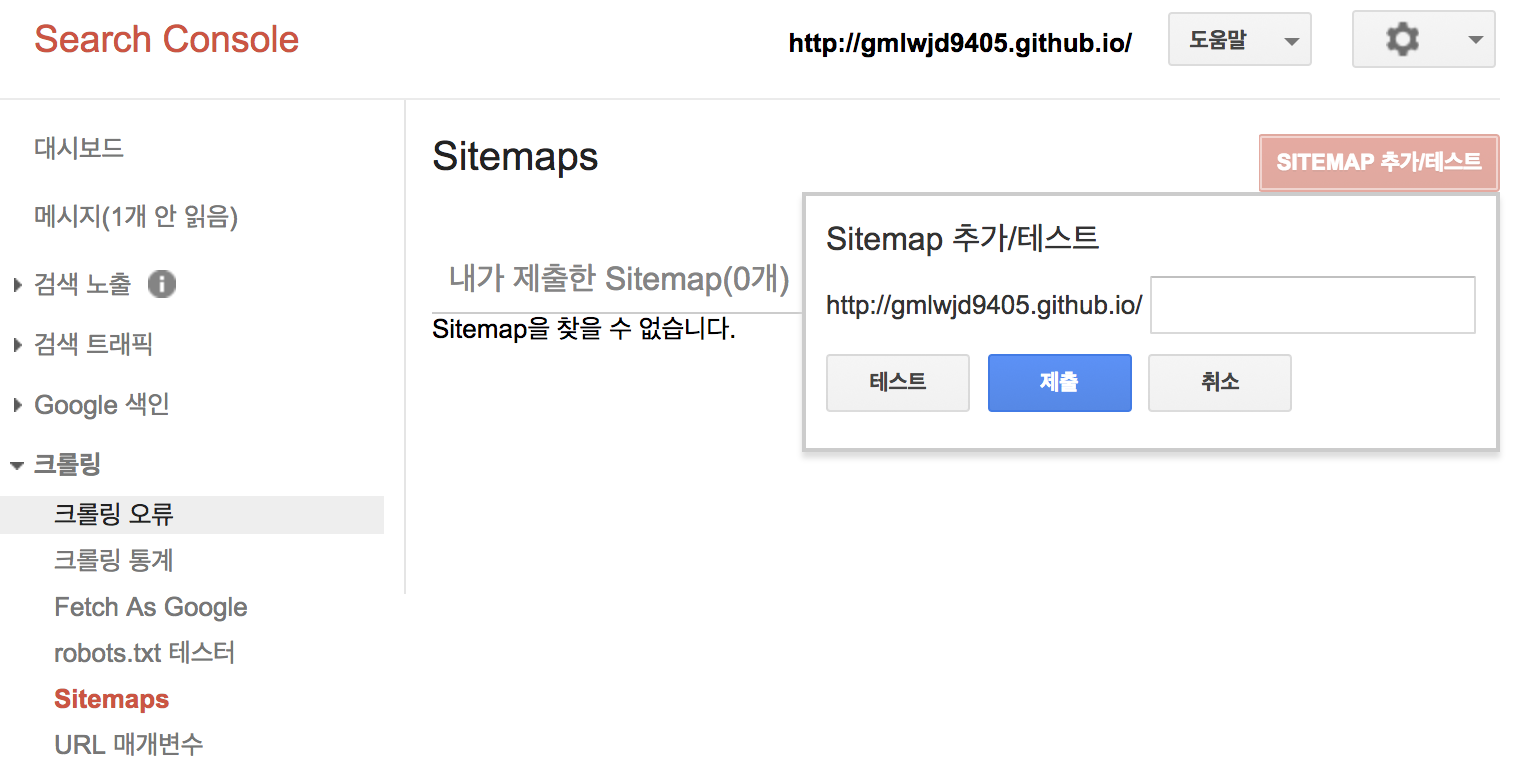 Search Console
http://gmlwjd9405.github.io/
도움말
대시보드
메시지(1개 안 읽음)
검색 노출
검색 트래픽
Google 색인
크롤링
크롤링 오류
크롤링 통계
Fetch As Google
robots.txt 테스터
Sitemaps
URL 매개변수
Sitemaps
SITEMAP 추가/테스트
내가 제출한 Sitemap(0개)
Sitemap을 찾을 수 없습니다.
Sitemap 추가/테스트
http://gmlwjd9405.github.io/
테스트
제출
취소